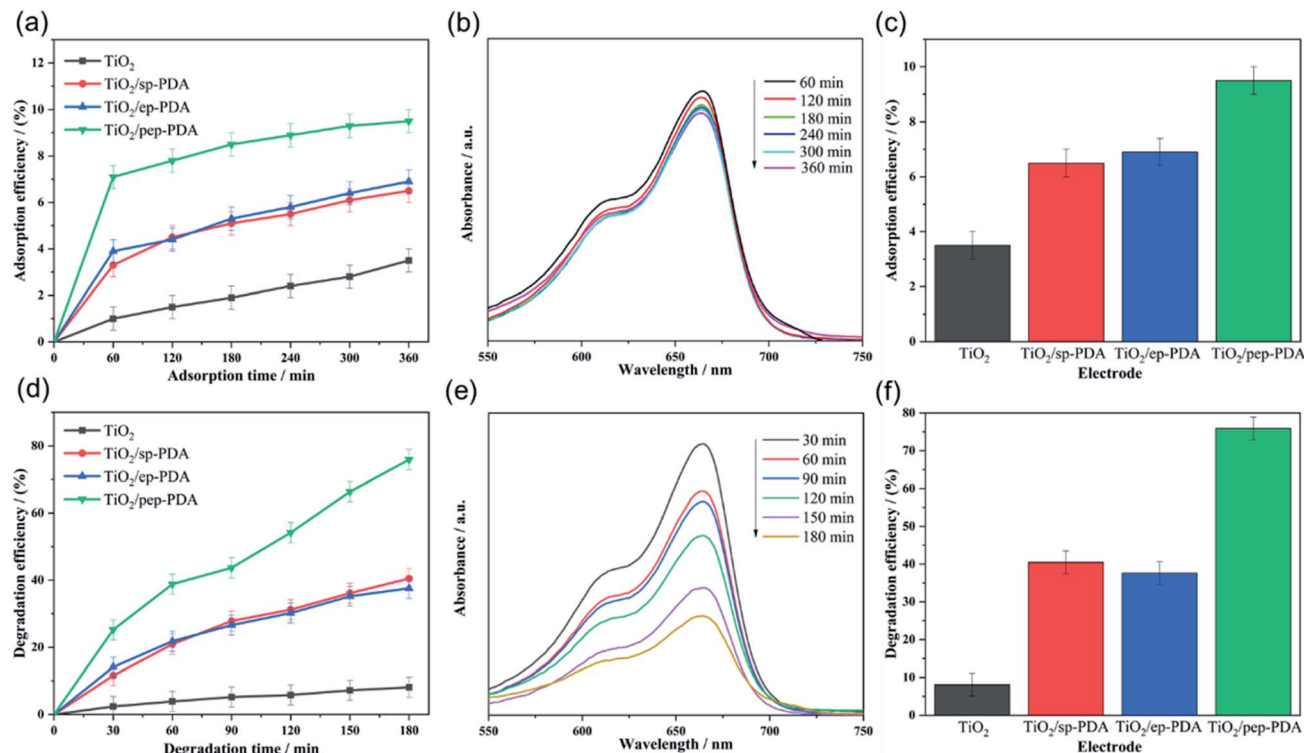 (a)
Adsorption efficiency / (%)
12
10
8
6
4
2
0
TiO₂
TiO₂/sp-PDA
TiO₂/ep-PDA
TiO₂/pep-PDA
0 60 120 180 240 300 360
Adsorption time / min
(b)
Absorbance / a.u.
60 min
120 min
180 min
240 min
300 min
360 min
550 600 650 700 750
Wavelength / nm
(c)
Adsorption efficiency / (%)
10
8
6
4
2
0
TiO₂ TiO₂/sp-PDA TiO₂/ep-PDA TiO₂/pep-PDA
Electrode
(d)
Degradation efficiency / (%)
80
60
40
20
0
TiO₂
TiO₂/sp-PDA
TiO₂/ep-PDA
TiO₂/pep-PDA
0 30 60 90 120 150 180
Degradation time / min
(e)
Absorbance / a.u.
30 min
60 min
90 min
120 min
150 min
180 min
550 600 650 700 750
Wavelength / nm
(f)
Degradation efficiency / (%)
80
70
60
50
40
30
20
10
0
TiO₂ TiO₂/sp-PDA TiO₂/ep-PDA TiO₂/pep-PDA
Electrode